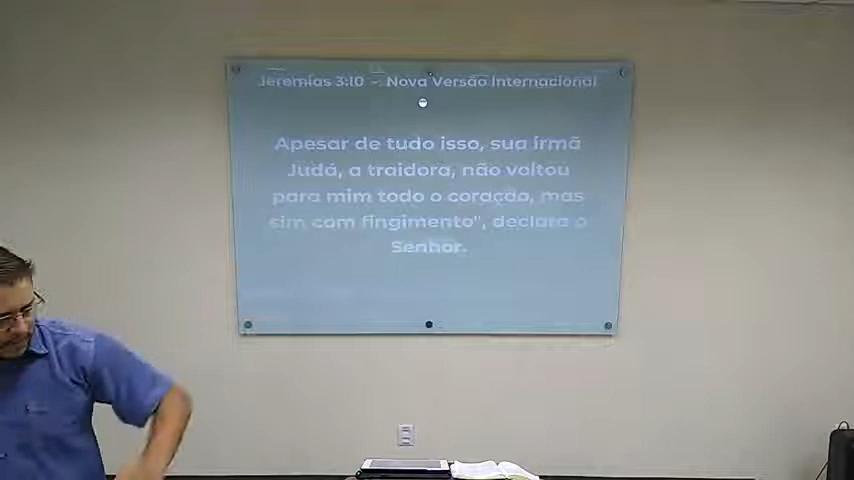 Jeremias 3:10 - Nova Versão Internacional
Apesar de tudo isso, sua irmã
Judá, a traidora, não voltou
para mim todo o coração, mas
sim com fingimento", declara o
Senhor.